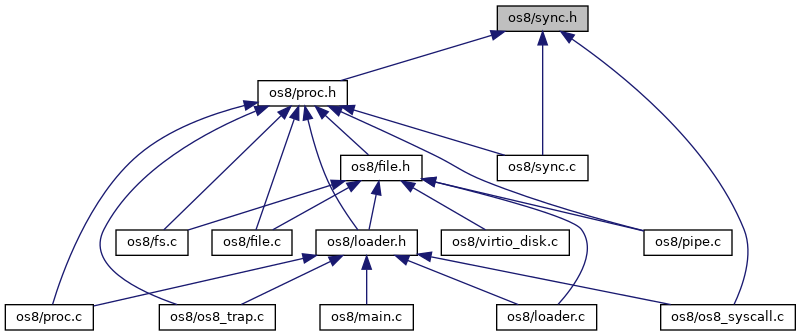 os8/sync.h
os8/proc.h
os8/file.h
os8/sync.c
os8/fs.c
os8/file.c
os8/loader.h
os8/virtio_disk.c
os8/pipe.c
os8/proc.c
os8/os8_trap.c
os8/main.c
os8/loader.c
os8/os8_syscall.c